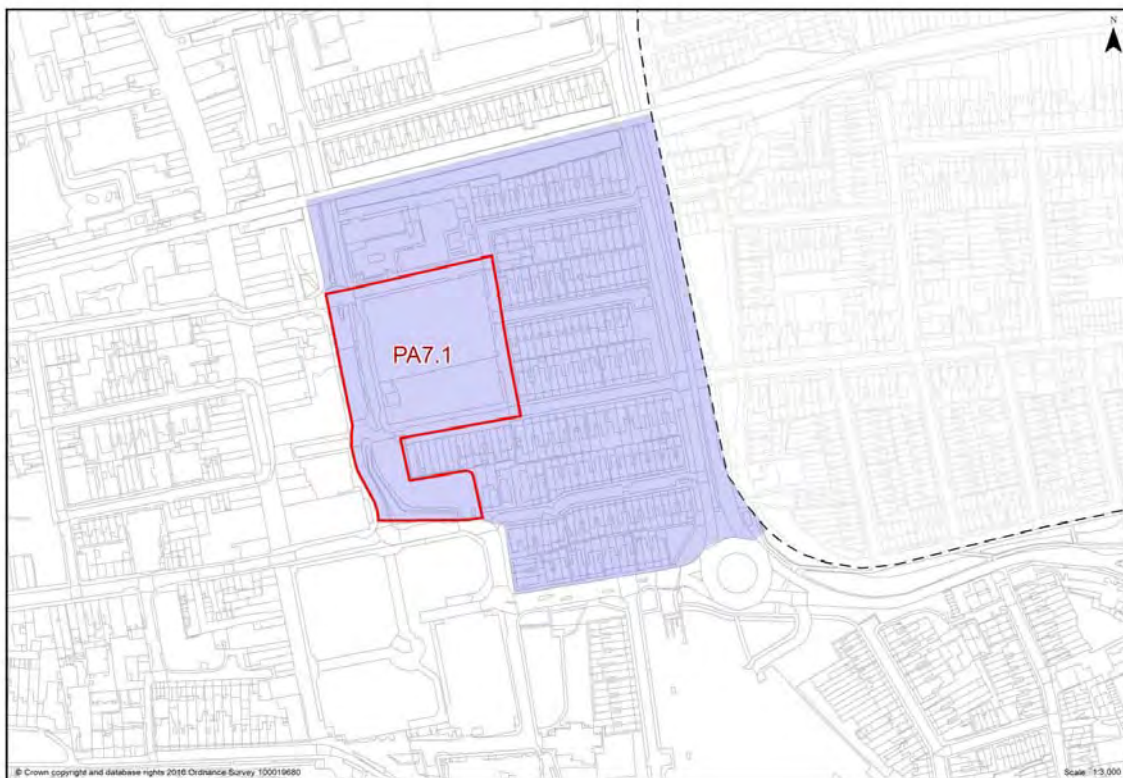 N
PA7.1
© Crown copyright and database rights 2016 Ordnance Survey 100019680
Scale 1:3,000